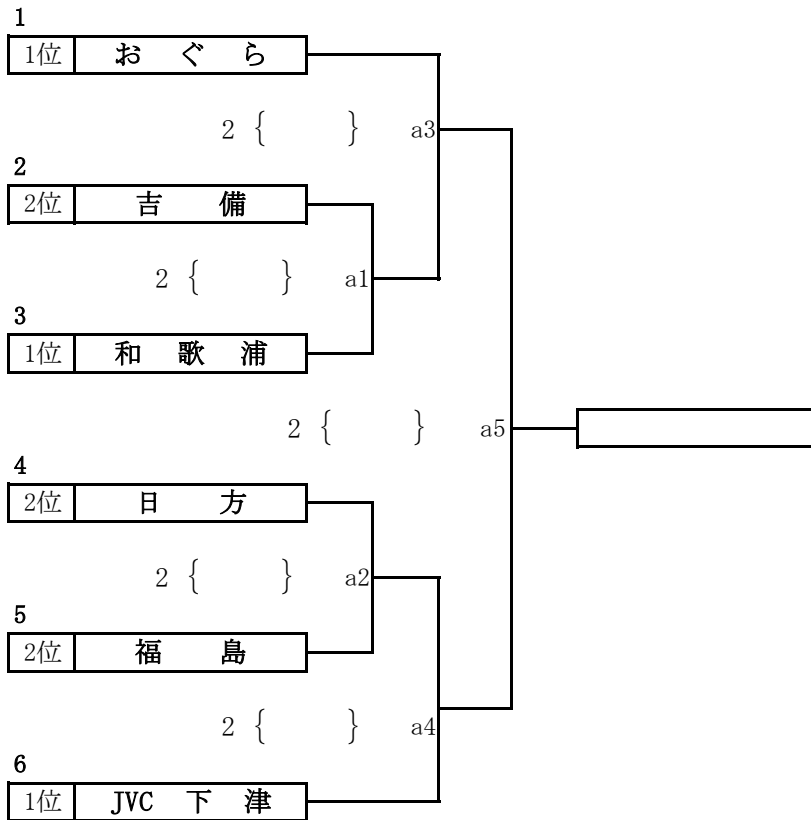 1
1位 おぐら
2 { } a3
2
2位 吉備
2 { } a1
3
1位 和歌浦
2 { } a5
4
2位 日方
2 { } a2
5
2位 福島
2 { } a4
6
1位 JVC 下津